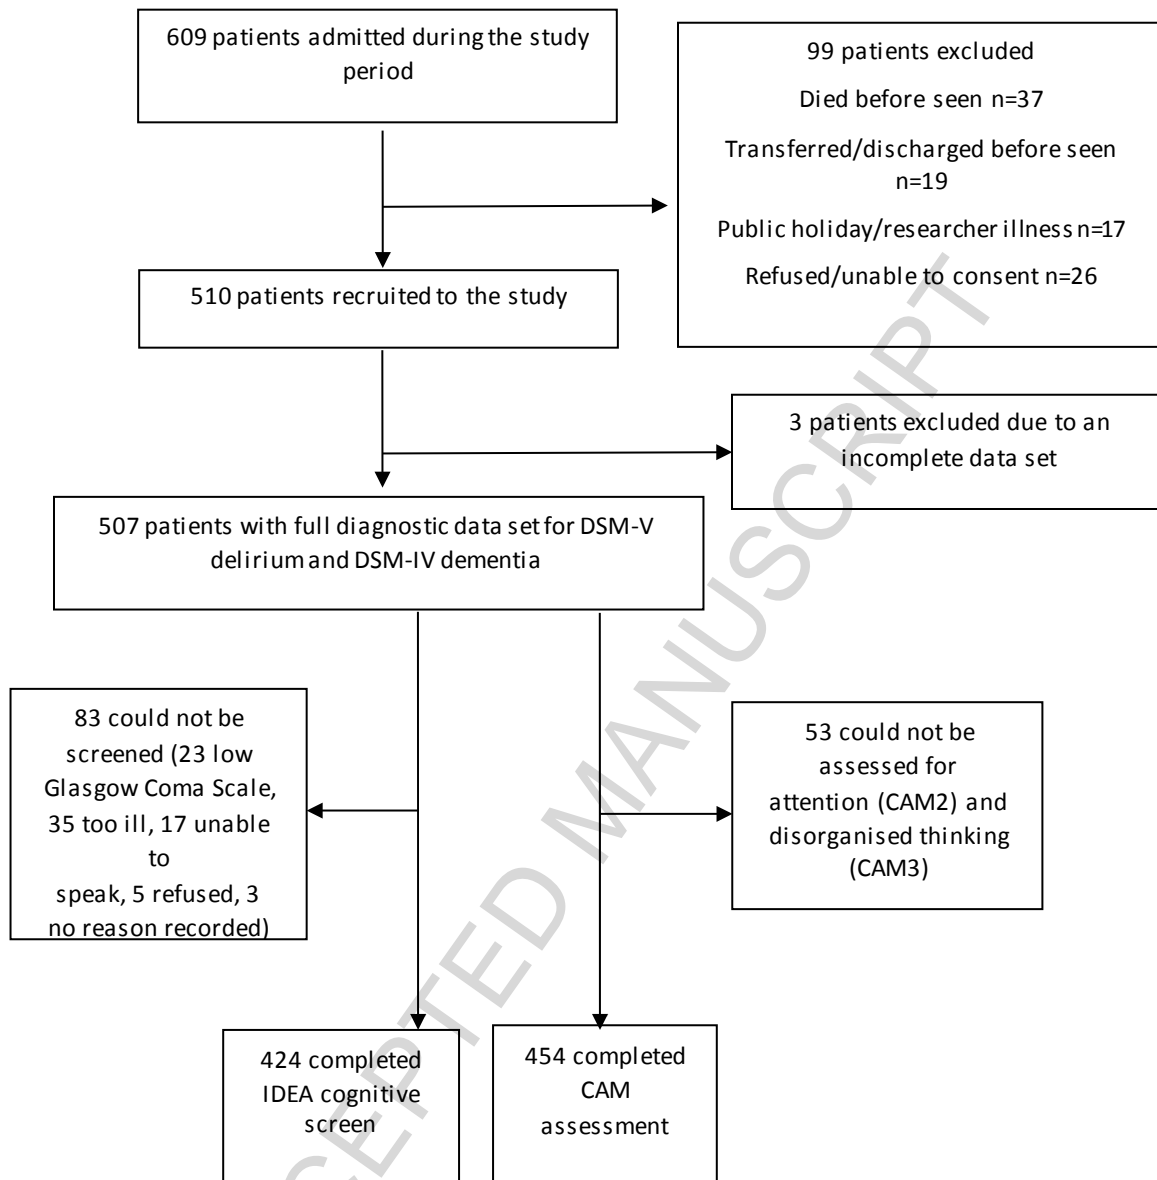 609 patients admitted during the study
period
99 patients excluded
Died before seen n=37
Transferred/discharged before seen
n=19
Public holiday/researcher illness n=17
Refused/unable to consent n=26
510 patients recruited to the study
3 patients excluded due to an
incomplete data set
507 patients with full diagnostic data set for DSM-V
delirium and DSM-IV dementia
83 could not be
screened (23 low
Glasgow Coma Scale,
35 too ill, 17 unable
to
speak, 5 refused, 3
no reason recorded)
53 could not be
assessed for
attention (CAM2) and
disorganised thinking
(CAM3)
424 completed
IDEA cognitive
screen
454 completed
CAM
assessment
CEPTED MANUSCRIPT